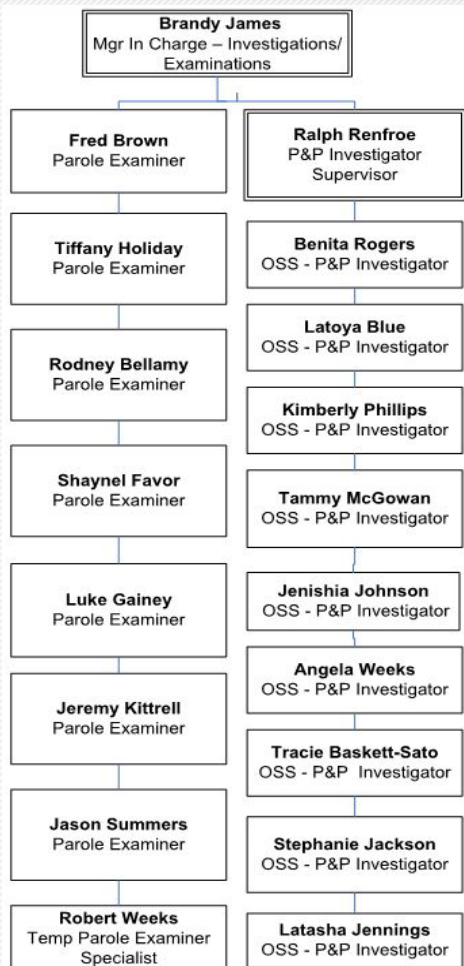 Brandy James
Mgr In Charge – Investigations/
Examinations
Fred Brown
Parole Examiner
Tiffany Holiday
Parole Examiner
Rodney Bellamy
Parole Examiner
Shaynel Favor
Parole Examiner
Luke Gainey
Parole Examiner
Jeremy Kittrell
Parole Examiner
Jason Summers
Parole Examiner
Robert Weeks
Temp Parole Examiner
Specialist
Ralph Renfroe
P&P Investigator
Supervisor
Benita Rogers
OSS - P&P Investigator
Latoya Blue
OSS - P&P Investigator
Kimberly Phillips
OSS - P&P Investigator
Tammy McGowan
OSS - P&P Investigator
Jenishia Johnson
OSS - P&P Investigator
Angela Weeks
OSS - P&P Investigator
Tracie Baskett-Sato
OSS - P&P  Investigator
Stephanie Jackson
OSS - P&P Investigator
Latasha Jennings
OSS - P&P Investigator